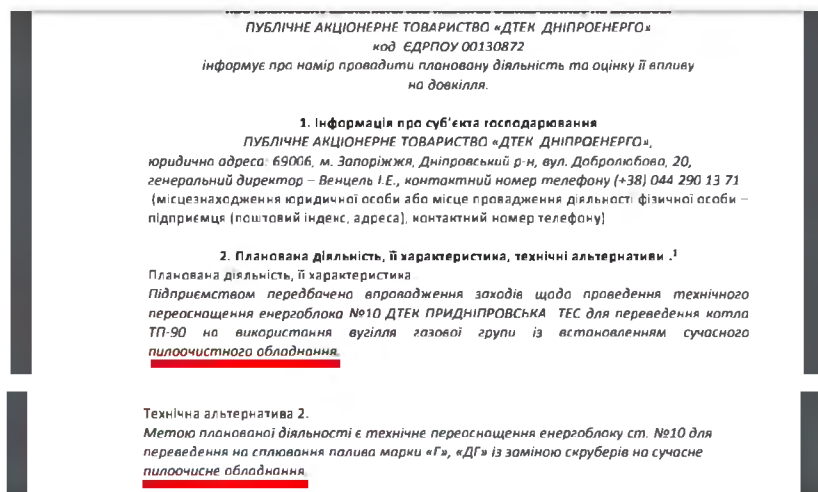 ПУБЛІЧНЕ АКЦІОНЕРНЕ ТОВАРИСТВО «ДТЕК ДНІПРОЕНЕРГО»
код ЄДРПОУ 00130872
інформує про намір провадити плановану діяльність та оцінку її впливу
на довкілля.
1. Інформація про суб'єкта господарювання
ПУБЛІЧНЕ АКЦІОНЕРНЕ ТОВАРИСТВО «ДТЕК ДНІПРОЕНЕРГО»,
юридична адреса: 69006, м. Запоріжжя, Дніпровський р-н, вул. Добролюбова, 20,
генеральний директор – Венцель І.Е., контактний номер телефону (+38) 044 290 13 71
(місцезнаходження юридичної особи або місце провадження діяльності фізичної особи –
підприємця (поштовий індекс, адреса), контактний номер телефону)
2. Планована діяльність, її характеристика, технічні альтернативи .¹
Планована діяльність, її характеристика
Підприємством передбачено впровадження заходів щодо проведення технічного
переоснащення енергоблока №10 ДТЕК ПРИДНІПРОВСЬКА ТЕС для переведення котла
ТП-90 на використання вугілля газової групи із встановленням сучасного
пилоочистного обладнання.
Технічна альтернатива 2.
Метою планованої діяльності є технічне переоснащення енергоблоку ст. №10 для
переведення на сплювання палива марки «Г», «ДГ» із заміною скруберів на сучасне
пилоочисне обладнання